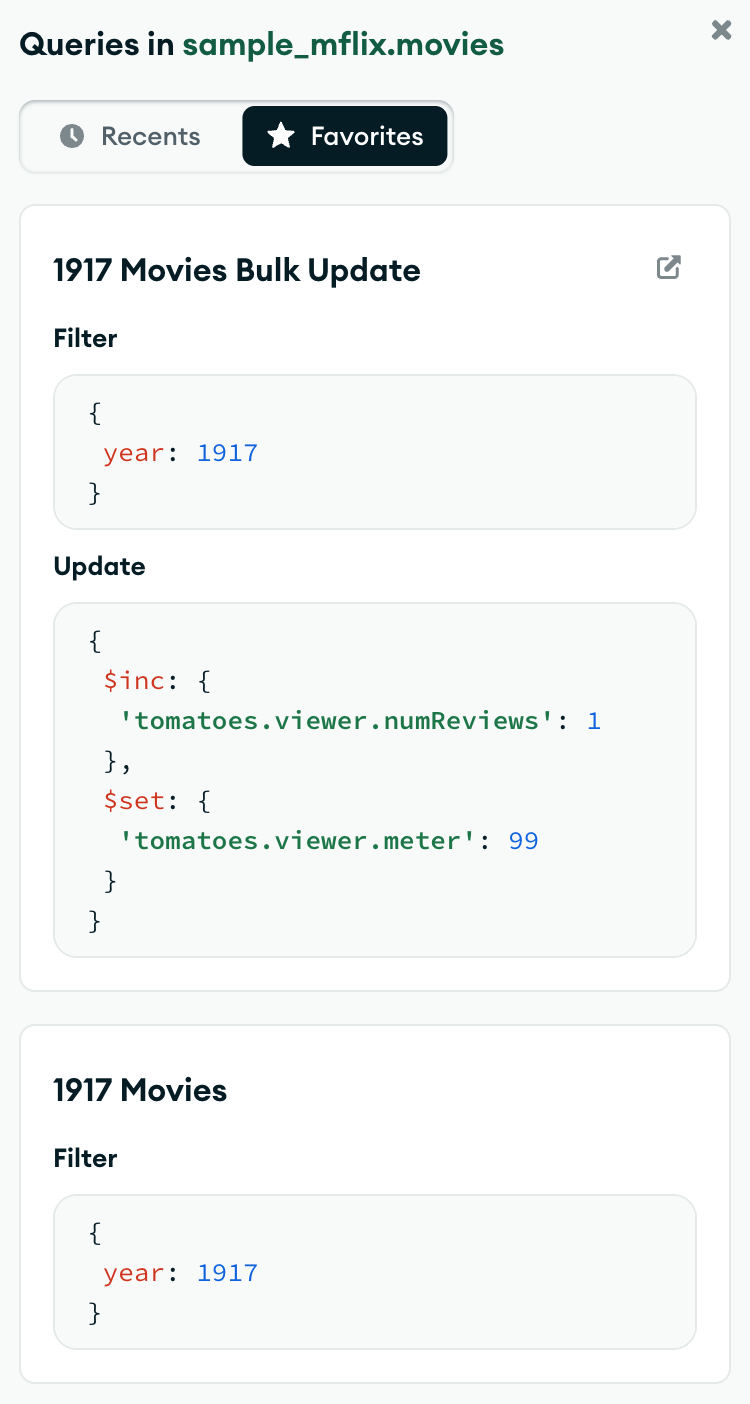 Queries in sample_mflix.movies
Recents
Favorites
1917 Movies Bulk Update
Filter
{
year: 1917
}
Update
{
$inc: {
'tomatoes.viewer.numReviews': 1
},
$set: {
'tomatoes.viewer.meter': 99
}
}
1917 Movies
Filter
{
year: 1917
}